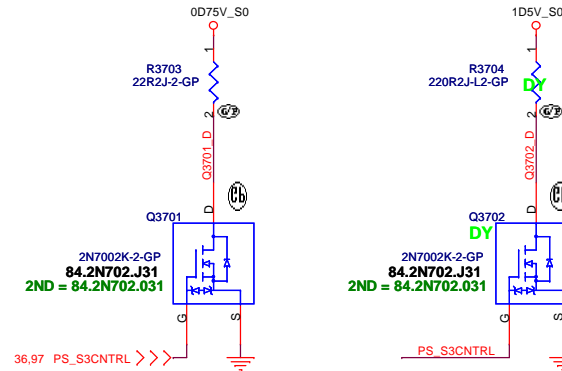 0D75V_S0
1
R3703
22R2J-2-GP
2
G/P
Q3701_D
Q3701
D
2N7002K-2-GP
84.2N702.J31
2ND = 84.2N702.031
G
S
36,97 PS_S3CNTRL
1D5V_S0
1
R3704
220R2J-L2-GP
DY
2
G/P
Q3702_D
Q3702
D
DY
2N7002K-2-GP
84.2N702.J31
2ND = 84.2N702.031
G
S
PS_S3CNTRL